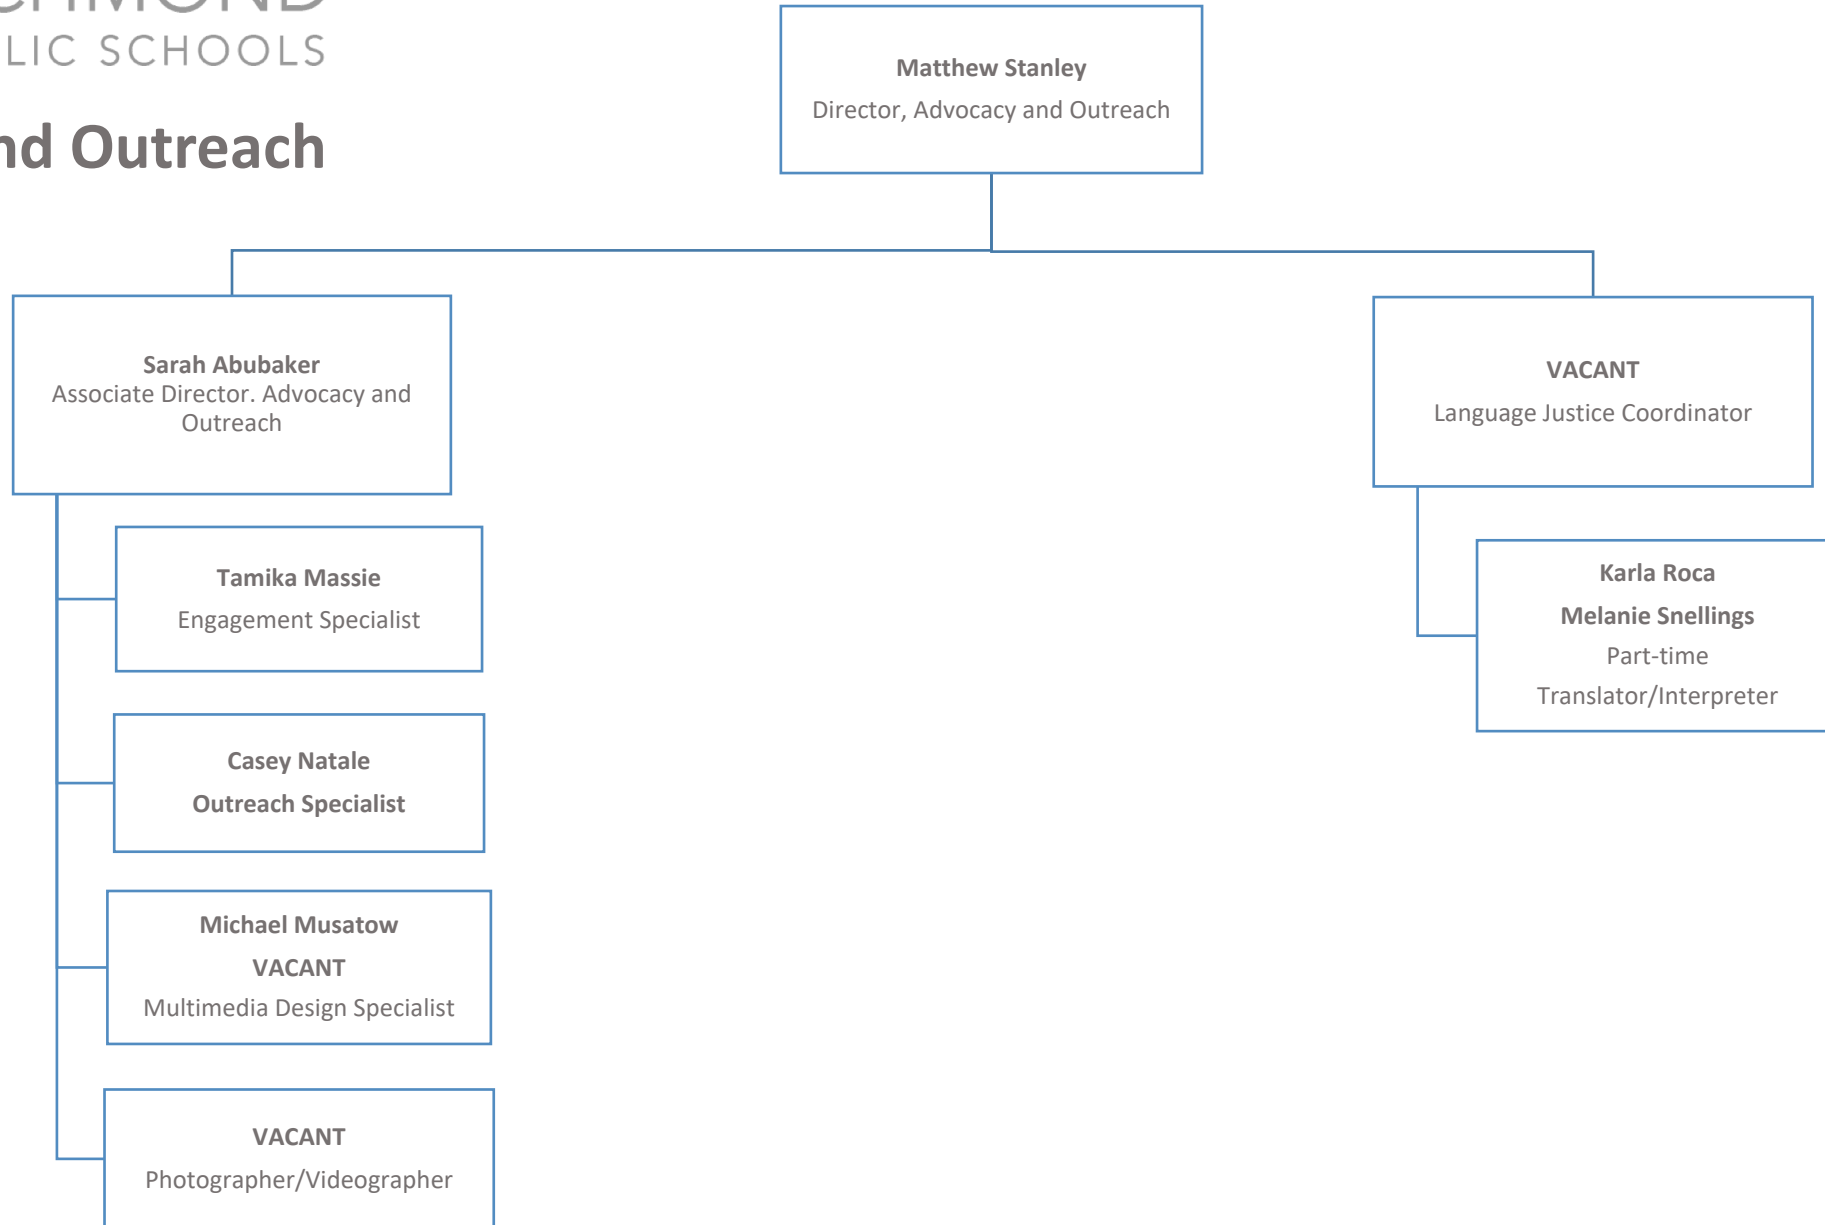 LIC SCHOOLS
nd Outreach
Matthew Stanley
Director, Advocacy and Outreach
Sarah Abubaker
Associate Director. Advocacy and
Outreach
VACANT
Language Justice Coordinator
Tamika Massie
Engagement Specialist
Karla Roca
Melanie Snellings
Part-time
Translator/Interpreter
Casey Natale
Outreach Specialist
Michael Musatow
VACANT
Multimedia Design Specialist
VACANT
Photographer/Videographer